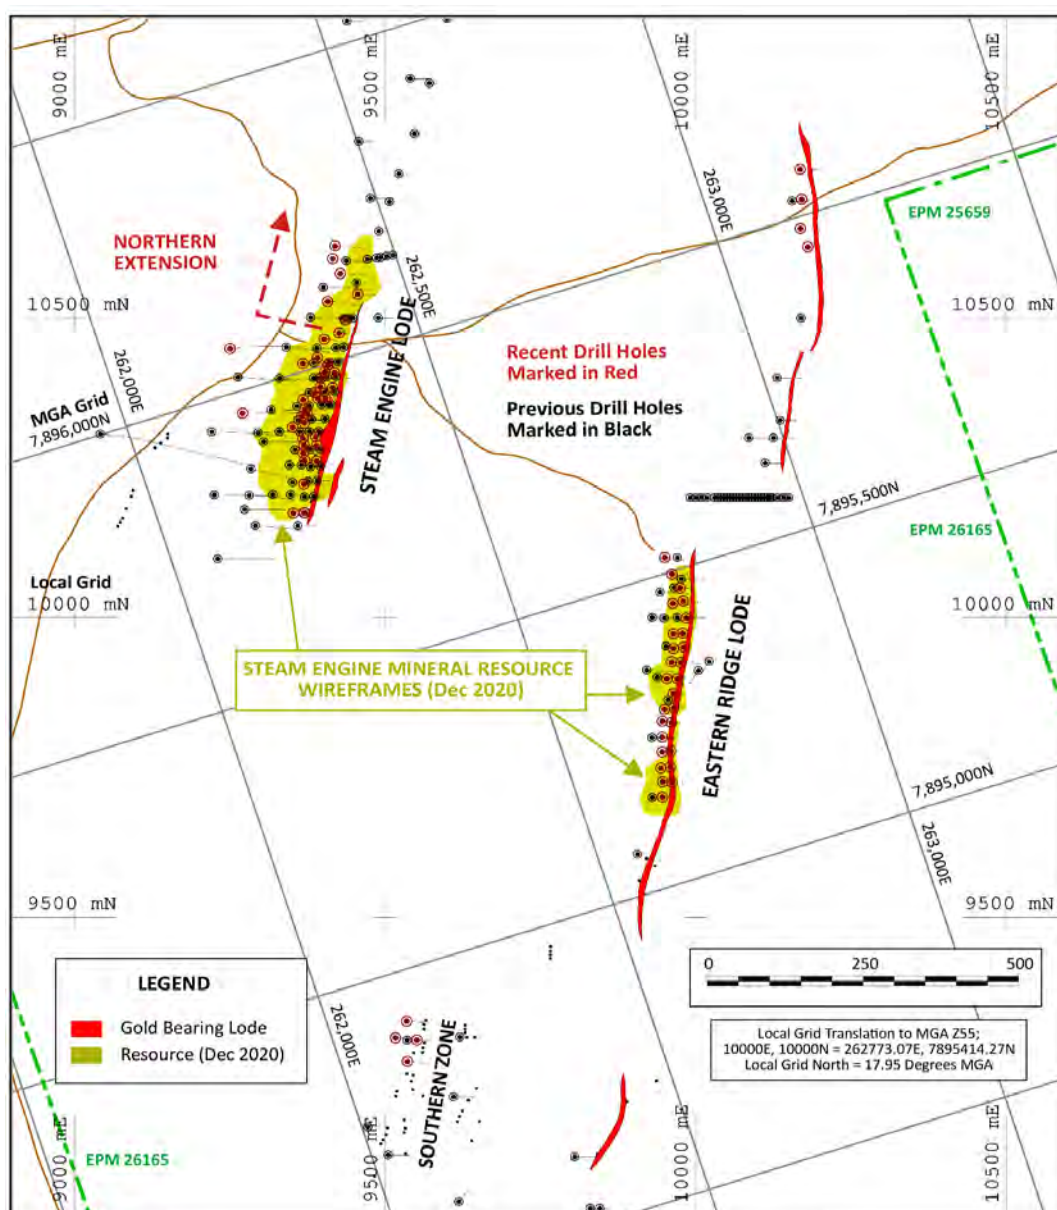 9000 mE
9500 mE
10000 mE
10500 mE
263,000E
EPM 25659
NORTHERN
EXTENSION
262,500E
10500 mN
10500 mN
STEAM ENGINE LODE
262,000E
Recent Drill Holes
Marked in Red
MGA Grid
7,896,000N
Previous Drill Holes
Marked in Black
7,895,500N
EPM 26165
Local Grid
10000 mN
10000 mN
STEAM ENGINE MINERAL RESOURCE
WIREFRAMES (Dec 2020)
EASTERN RIDGE LODE
7,895,000N
263,000E
9500 mN
9500 mN
LEGEND
Gold Bearing Lode
Resource (Dec 2020)
0 250 500
262,000E
Local Grid Translation to MGA Z55;
10000E, 10000N = 262773.07E, 7895414.27N
Local Grid North = 17.95 Degrees MGA
SOUTHERN ZONE
EPM 26165
9000 mE
9500 mE
10000 mE
10500 mE